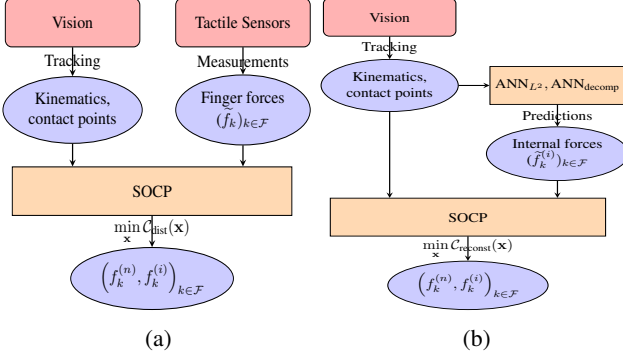 Vision
Tactile Sensors
Tracking
Measurements
Kinematics,
contact points
Finger forces
(f̃_k)_{k∈ℱ}
SOCP
min_x 𝒞_dist(x)
(f_k^{(n)}, f_k^{(i)})_{k∈ℱ}
(a)
Vision
Tracking
Kinematics,
contact points
ANN_{L²}, ANN_decomp
Predictions
Internal forces
(f̃_k^{(i)})_{k∈ℱ}
SOCP
min_x 𝒞_reconst(x)
(f_k^{(n)}, f_k^{(i)})_{k∈ℱ}
(b)